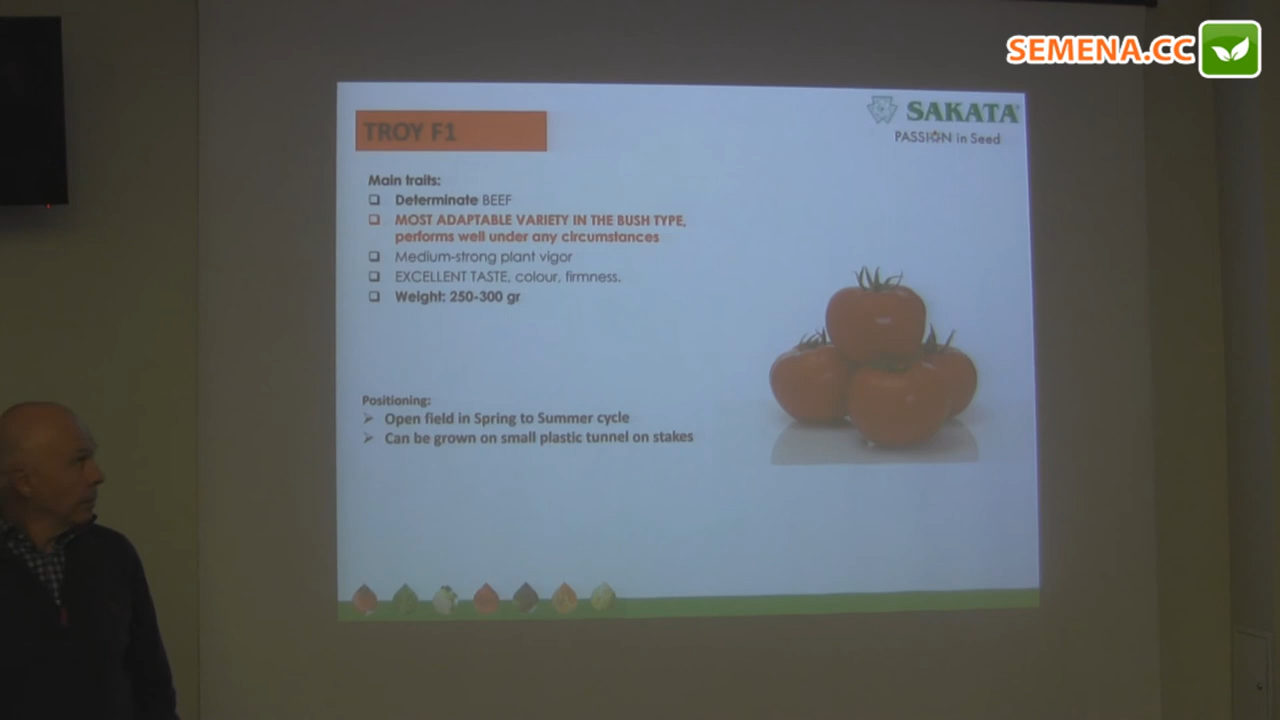 SEMENA.CC
SAKATA
PASSION in Seed
TROY F1
Main traits:
Determinate BEEF
MOST ADAPTABLE VARIETY IN THE BUSH TYPE,
performs well under any circumstances
Medium-strong plant vigor
EXCELLENT TASTE, colour, firmness.
Weight: 250-300 gr
Positioning:
Open field in Spring to Summer cycle
Can be grown on small plastic tunnel on stakes